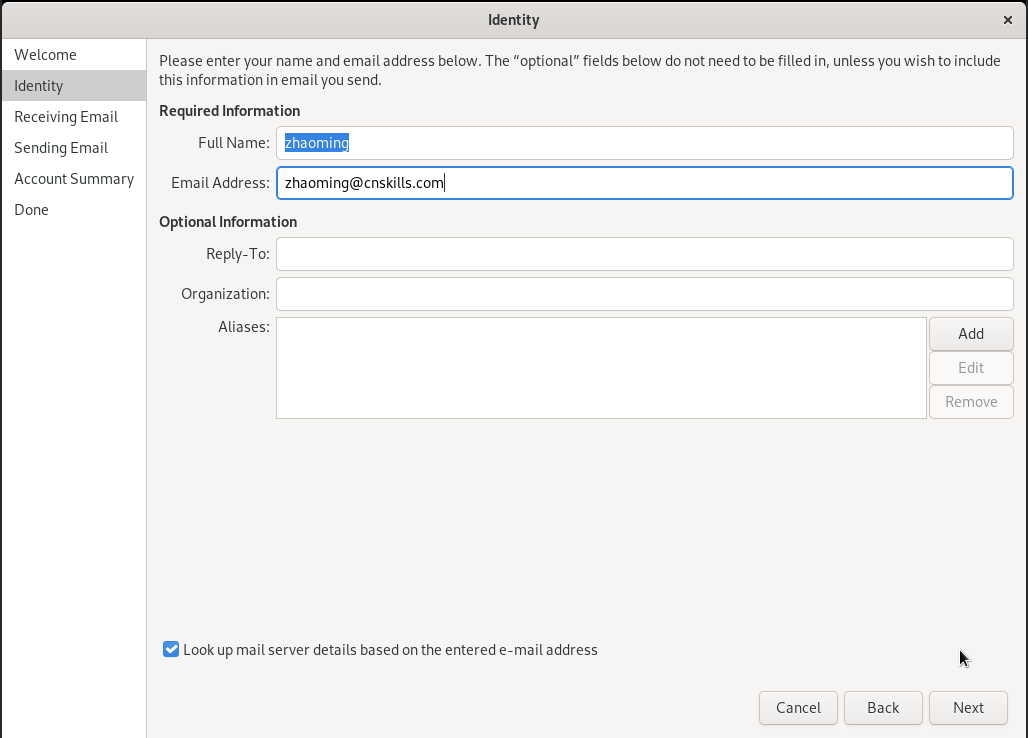 Identity
Welcome
Identity
Receiving Email
Sending Email
Account Summary
Done
Please enter your name and email address below. The “optional” fields below do not need to be filled in, unless you wish to include
this information in email you send.
Required Information
Full Name: zhaoming
Email Address: zhaoming@cnskills.com
Optional Information
Reply-To:
Organization:
Aliases:
Add
Edit
Remove
Look up mail server details based on the entered e-mail address
Cancel Back Next